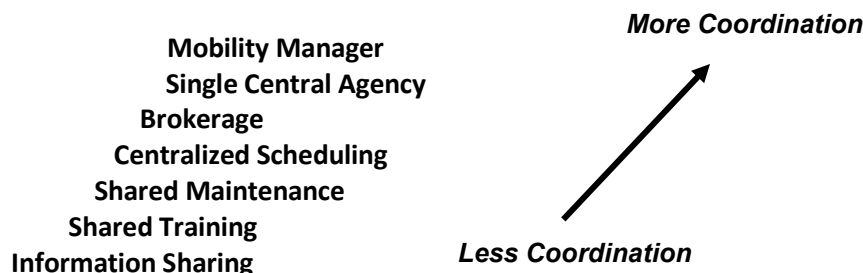 More Coordination
Mobility Manager
Single Central Agency
Brokerage
Centralized Scheduling
Shared Maintenance
Shared Training
Information Sharing
Less Coordination